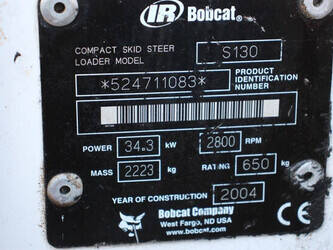 IR Bobcat
COMPACT SKID STEER
LOADER MODEL S130
*524711083* PRODUCT IDENTIFICATION NUMBER
POWER 34.3 kW 2800 RPM
MASS 2223 kg RATING 650 kg
YEAR OF CONSTRUCTION 2004
Bobcat Company
West Fargo, ND USA
www.bobcat.com
CE